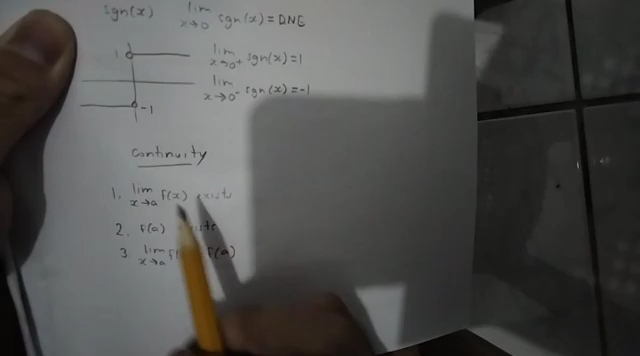 sgn(x) lim x→0 sgn(x) = DNE
1 lim x→0⁺ sgn(x) = 1
-1 lim x→0⁻ sgn(x) = -1
Continuity
1. lim x→a f(x) exists
2. f(a)
3. lim x→a f(a)